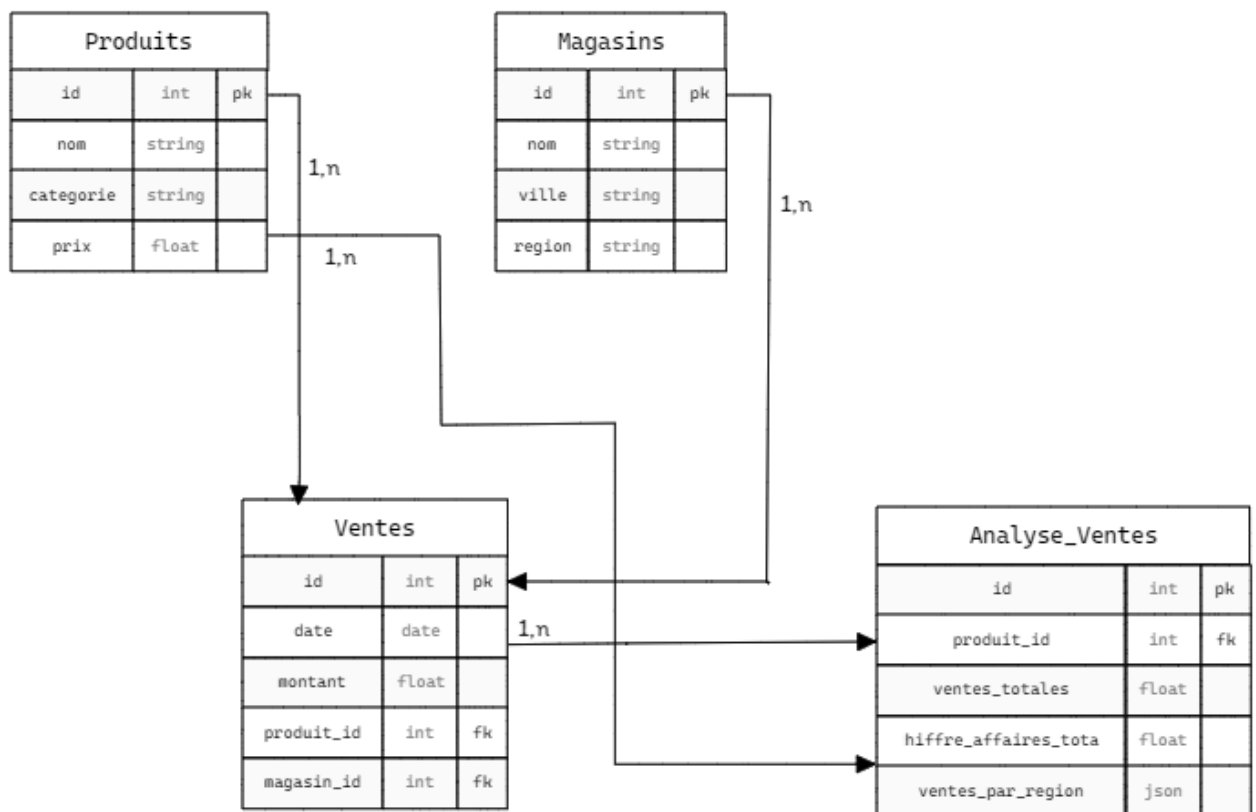 Produits
id int pk
nom string
categorie string
prix float
Magasins
id int pk
nom string
ville string
region string
1,n
1,n
1,n
Ventes
id int pk
date date
montant float
produit_id int fk
magasin_id int fk
1,n
Analyse_Ventes
id int pk
produit_id int fk
ventes_totales float
hiffre_affaires_tota float
ventes_par_region json